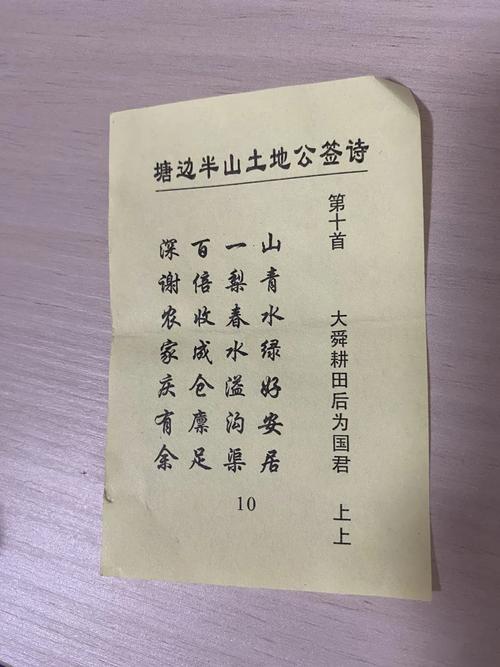 塘边半山土地公签诗
第十首 大舜耕田后为国君 上上
山青水绿好安居
一梨春水溢沟渠
百倍收成仓廪足
深谢农家庆有余
10